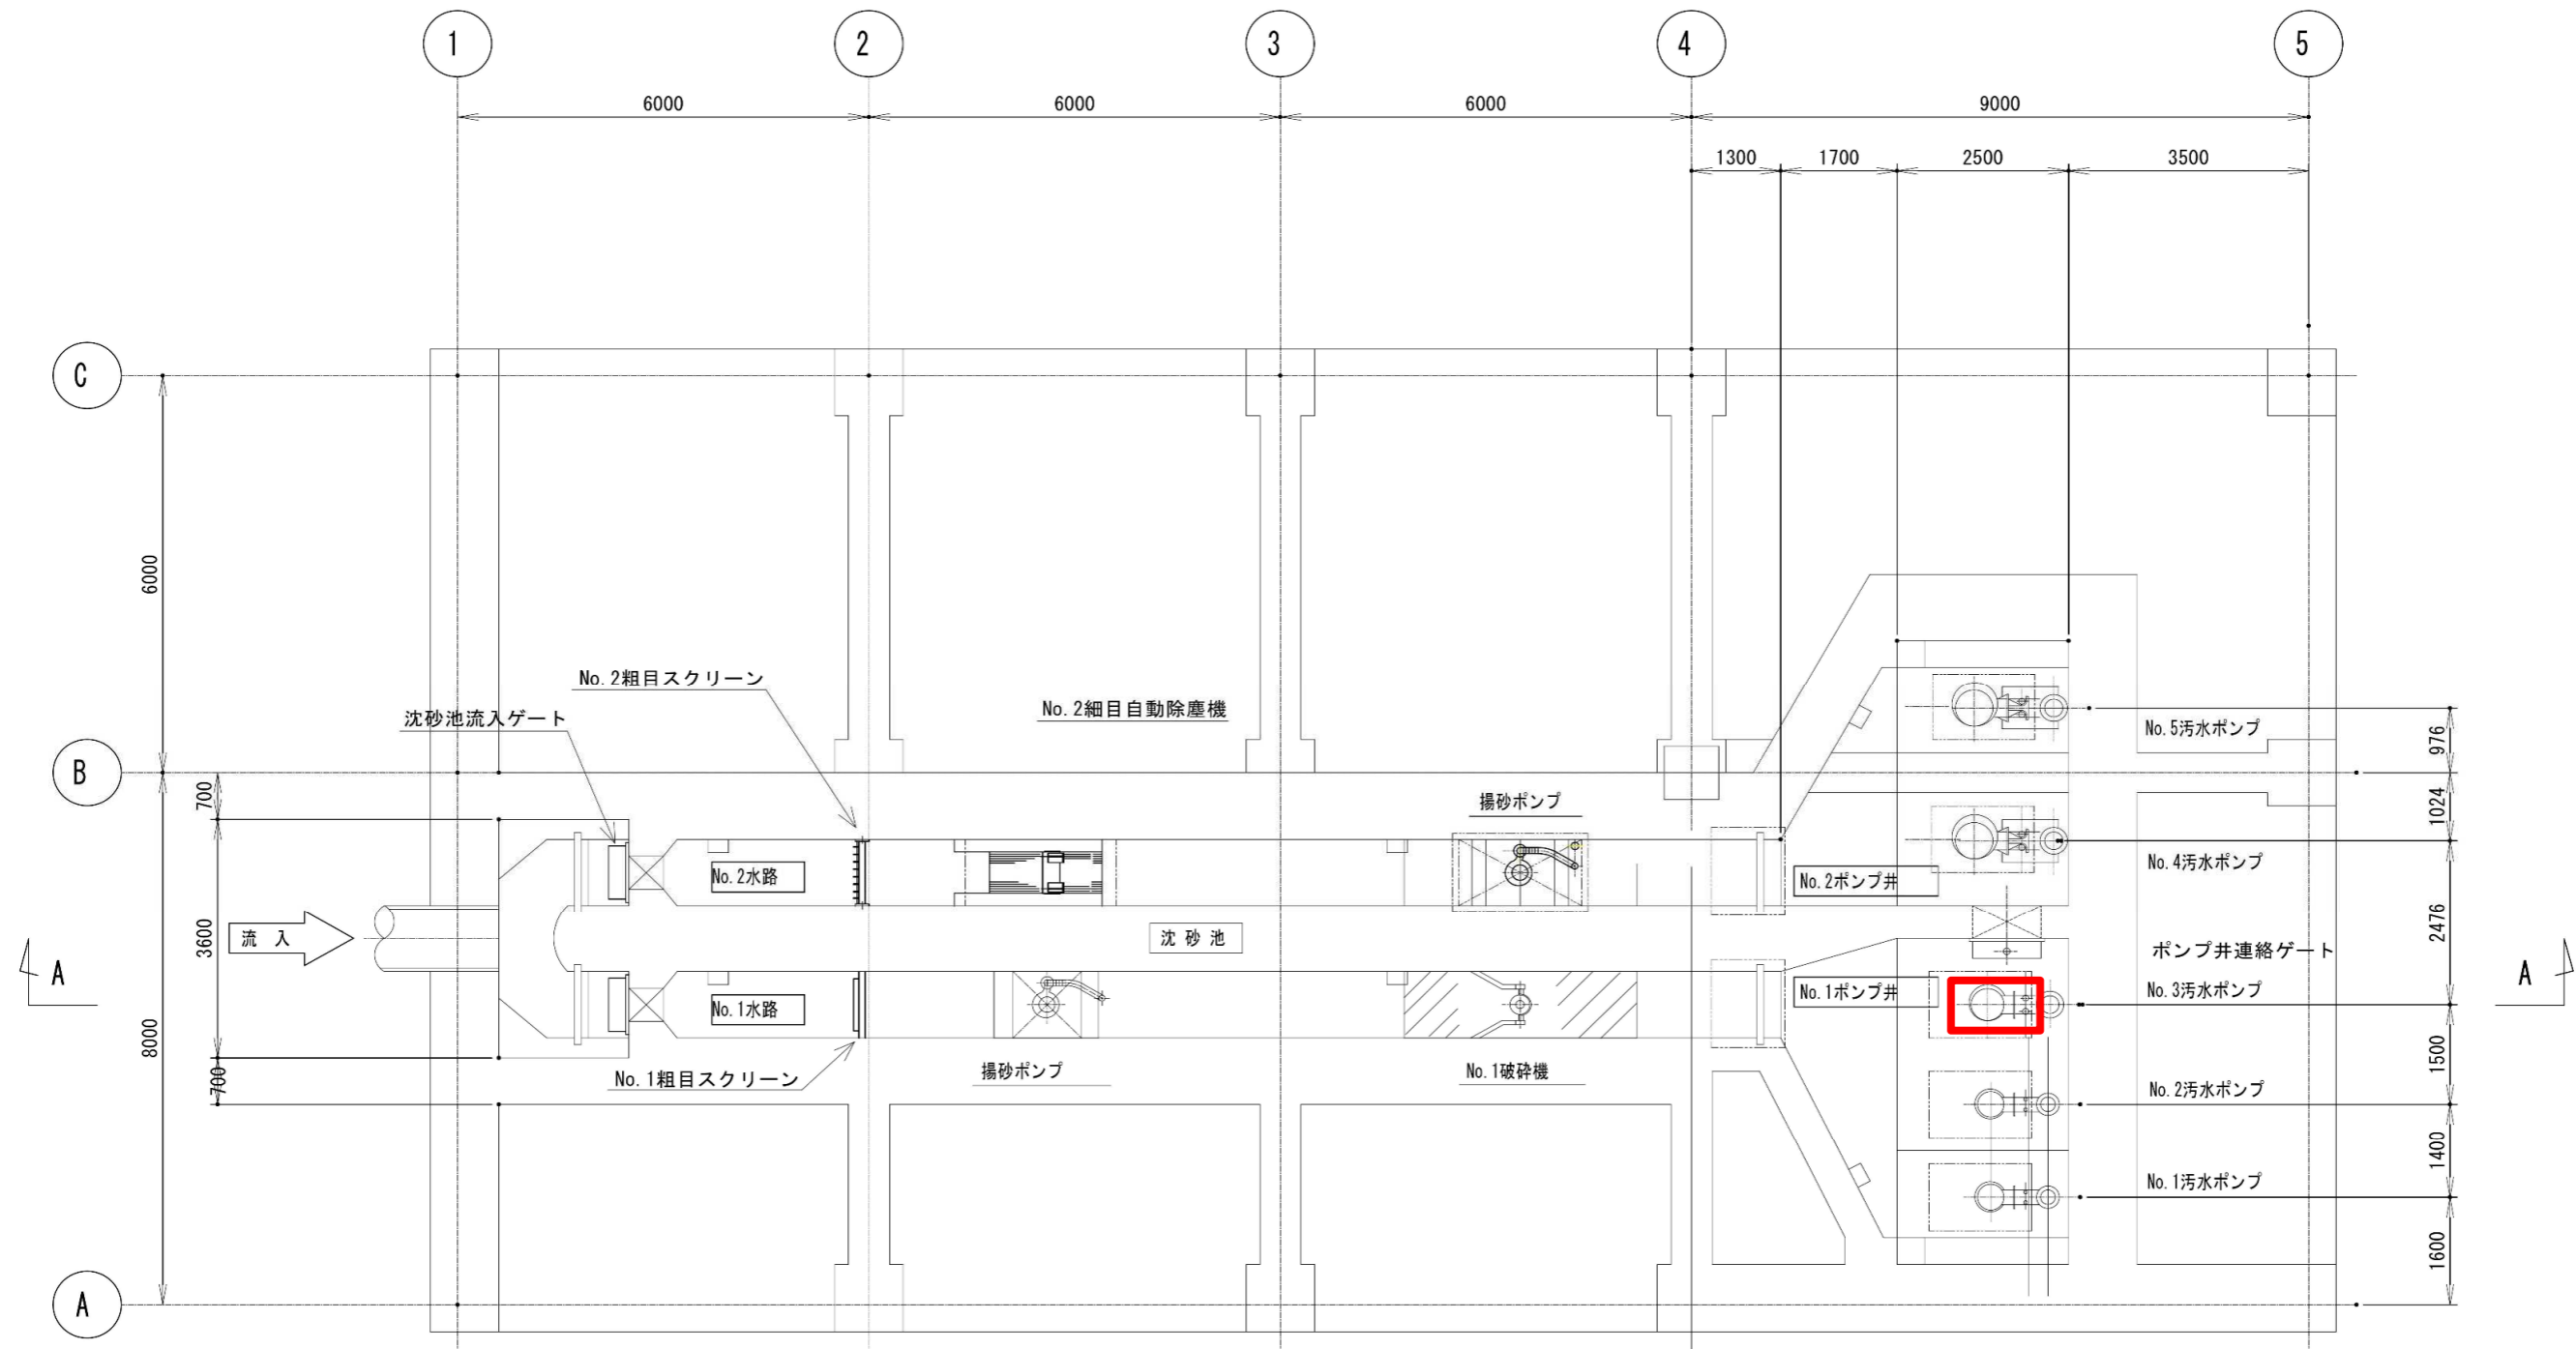 1
2
3
4
5
6000
6000
6000
9000
1300
1700
2500
3500
C
6000
No.2粗目スクリーン
沈砂池流入ゲート
No.2細目自動除塵機
No.5汚水ポンプ
976
B
700
揚砂ポンプ
1024
No.2水路
No.2ポンプ井
No.4汚水ポンプ
3600
流 入
沈 砂 池
2476
A
ポンプ井連絡ゲート
A
No.1水路
No.1ポンプ井
No.3汚水ポンプ
8000
700
No.1粗目スクリーン
揚砂ポンプ
No.1破砕機
1500
No.2汚水ポンプ
1400
No.1汚水ポンプ
1600
A